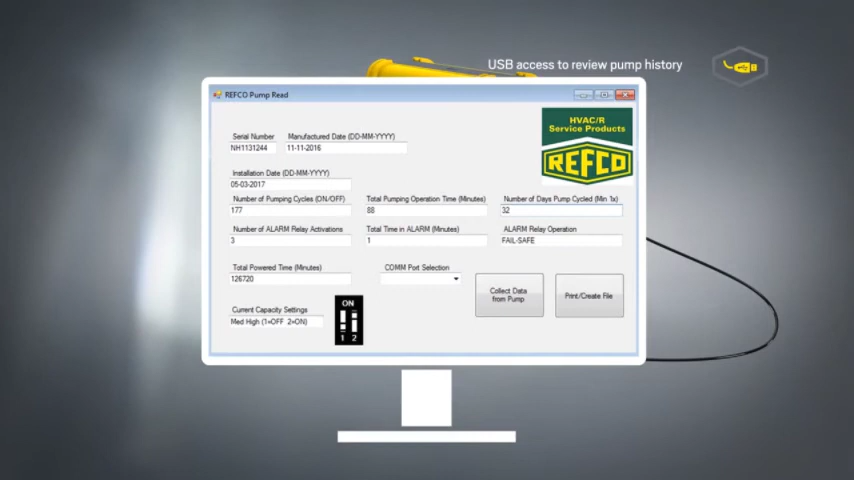 USB access to review pump history
REFCO Pump Read
HVAC/R
Service Products
REFCO
Serial Number
Manufactured Date (DD-MM-YYYY)
NH1131244
11-11-2016
Installation Date (DD-MM-YYYY)
05-03-2017
Number of Pumping Cycles (ON/OFF)
Total Pumping Operation Time (Minutes)
Number of Days Pump Cycled (Min 1x)
177
88
32
Number of ALARM Relay Activations
Total Time in ALARM (Minutes)
ALARM Relay Operation
3
1
FAIL-SAFE
Total Powered Time (Minutes)
COMM Port Selection
126720
Collect Data
from Pump
Print/Create File
Current Capacity Settings
Med High (1=OFF 2=ON)
ON
1 2